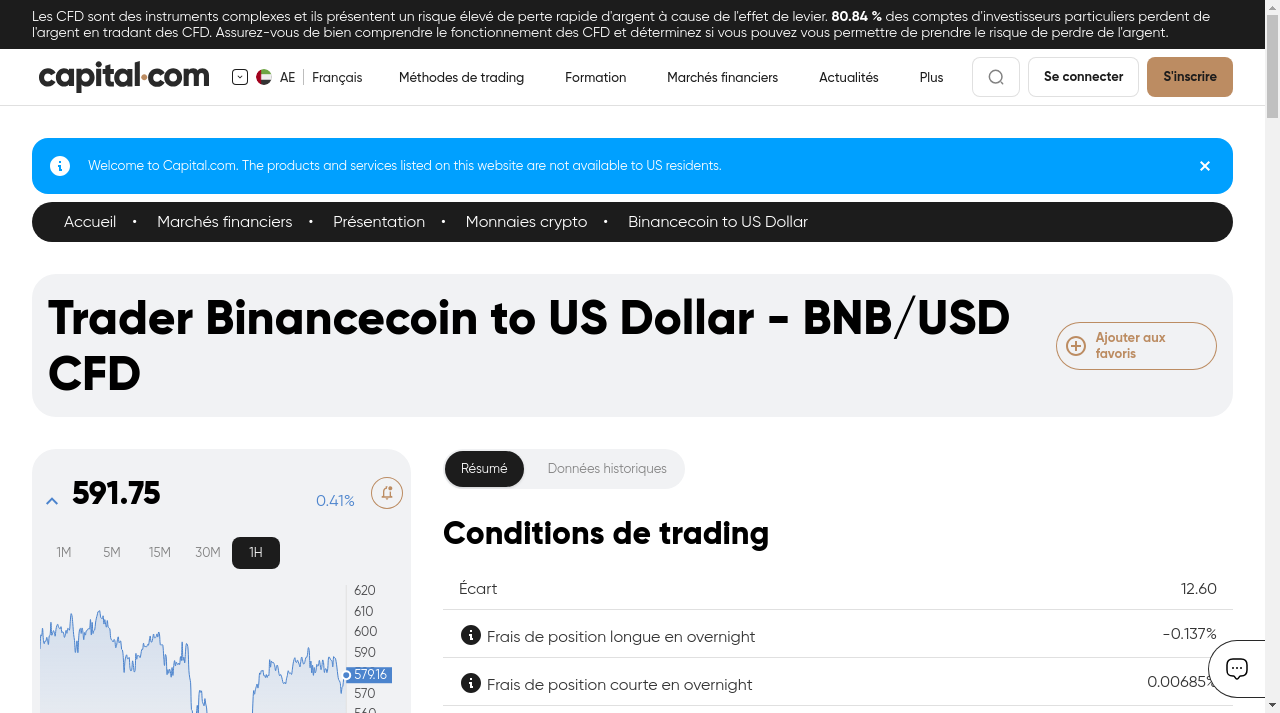 Les CFD sont des instruments complexes et ils présentent un risque élevé de perte rapide d'argent à cause de l'effet de levier. 80.84 % des comptes d'investisseurs particuliers perdent de
l'argent en tradant des CFD. Assurez-vous de bien comprendre le fonctionnement des CFD et déterminez si vous pouvez vous permettre de prendre le risque de perdre de l'argent.
capital.com AE Français Méthodes de trading Formation Marchés financiers Actualités Plus Se connecter S'inscrire
Welcome to Capital.com. The products and services listed on this website are not available to US residents.
Accueil • Marchés financiers • Présentation • Monnaies crypto • Binancecoin to US Dollar
Trader Binancecoin to US Dollar - BNB/USD
CFD
Ajouter aux
favoris
591.75 0.41%
1M 5M 15M 30M 1H
620
610
600
590
579.16
570
560
Résumé Données historiques
Conditions de trading
Écart 12.60
Frais de position longue en overnight -0.137%
Frais de position courte en overnight 0.00685%